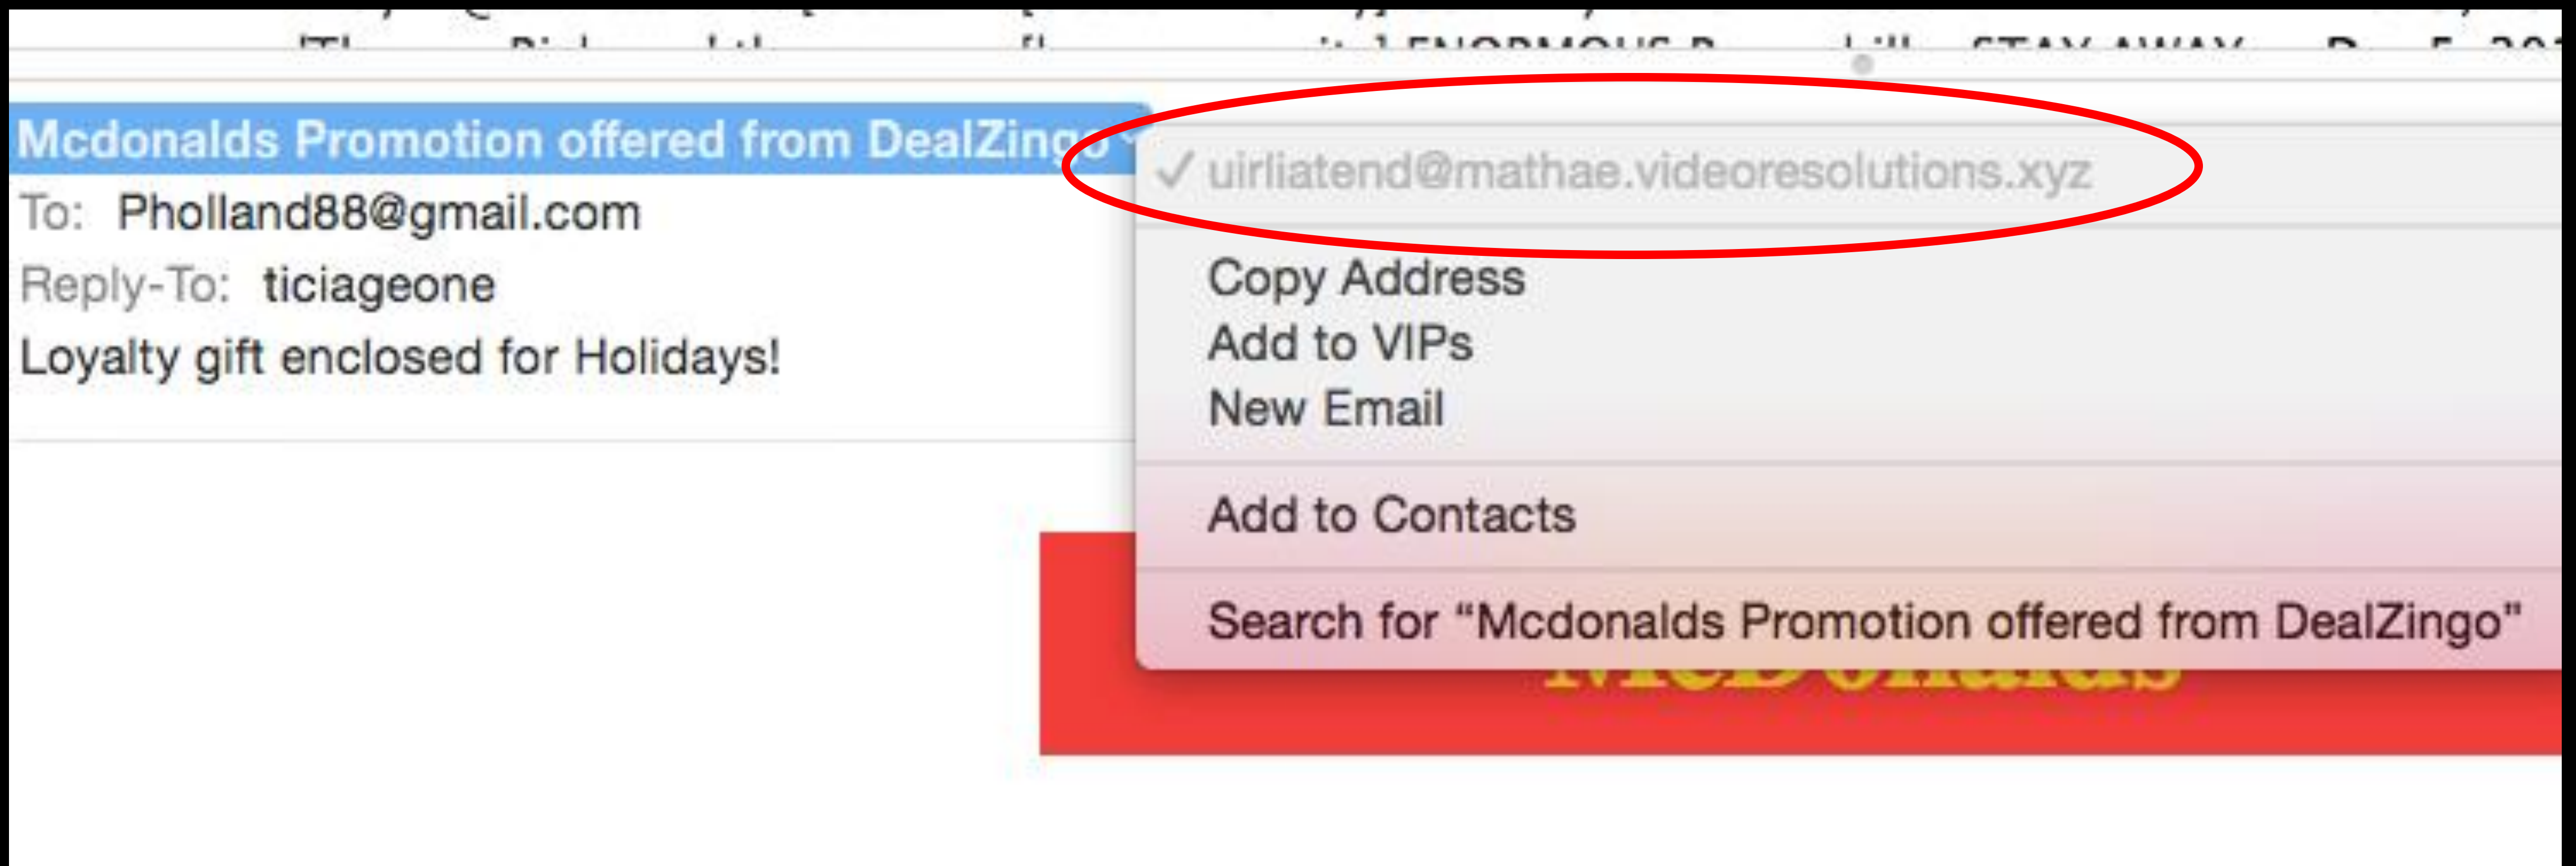 Mcdonalds Promotion offered from DealZingo
✓ uirliatend@mathae.videoresolutions.xyz
To: Pholland88@gmail.com
Reply-To: ticiageone
Loyalty gift enclosed for Holidays!
Copy Address
Add to VIPs
New Email
Add to Contacts
Search for “Mcdonalds Promotion offered from DealZingo”
McDonalds